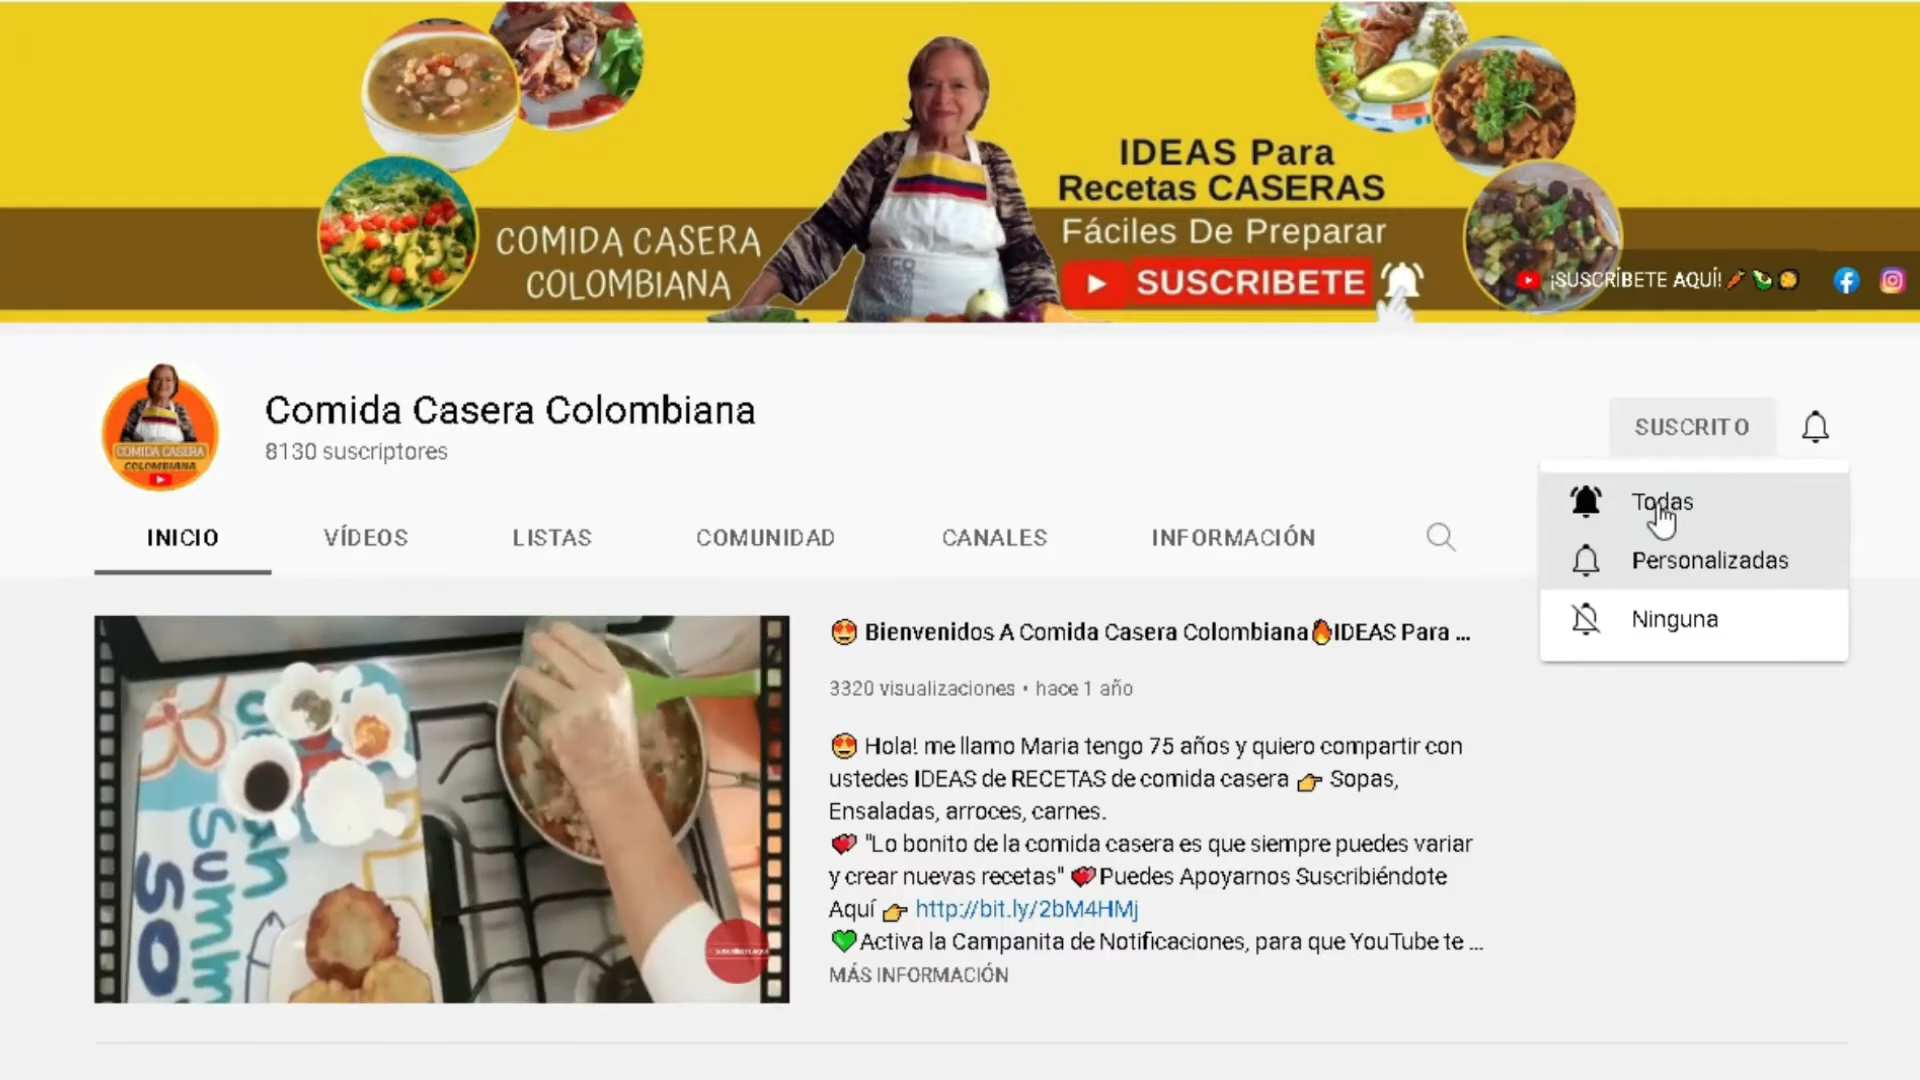 COMIDA CASERA
COLOMBIANA
IDEAS Para
Recetas CASERAS
Fáciles De Preparar
SUSCRIBETE
¡SUSCRÍBETE AQUÍ!🥕🥑🥘
COMIDA CASERA
COLOMBIANA
Comida Casera Colombiana
8130 suscriptores
SUSCRITO
Todas
Personalizadas
Ninguna
INICIO
VÍDEOS
LISTAS
COMUNIDAD
CANALES
INFORMACIÓN
😍 Bienvenidos A Comida Casera Colombiana🔥IDEAS Para ...
3320 visualizaciones • hace 1 año
😍 Hola! me llamo Maria tengo 75 años y quiero compartir con
ustedes IDEAS de RECETAS de comida casera 👉 Sopas,
Ensaladas, arroces, carnes.
💕 "Lo bonito de la comida casera es que siempre puedes variar
y crear nuevas recetas" 💕Puedes Apoyarnos Suscribiéndote
Aquí 👉 http://bit.ly/2bM4HMj
💚Activa la Campanita de Notificaciones, para que YouTube te ...
MÁS INFORMACIÓN